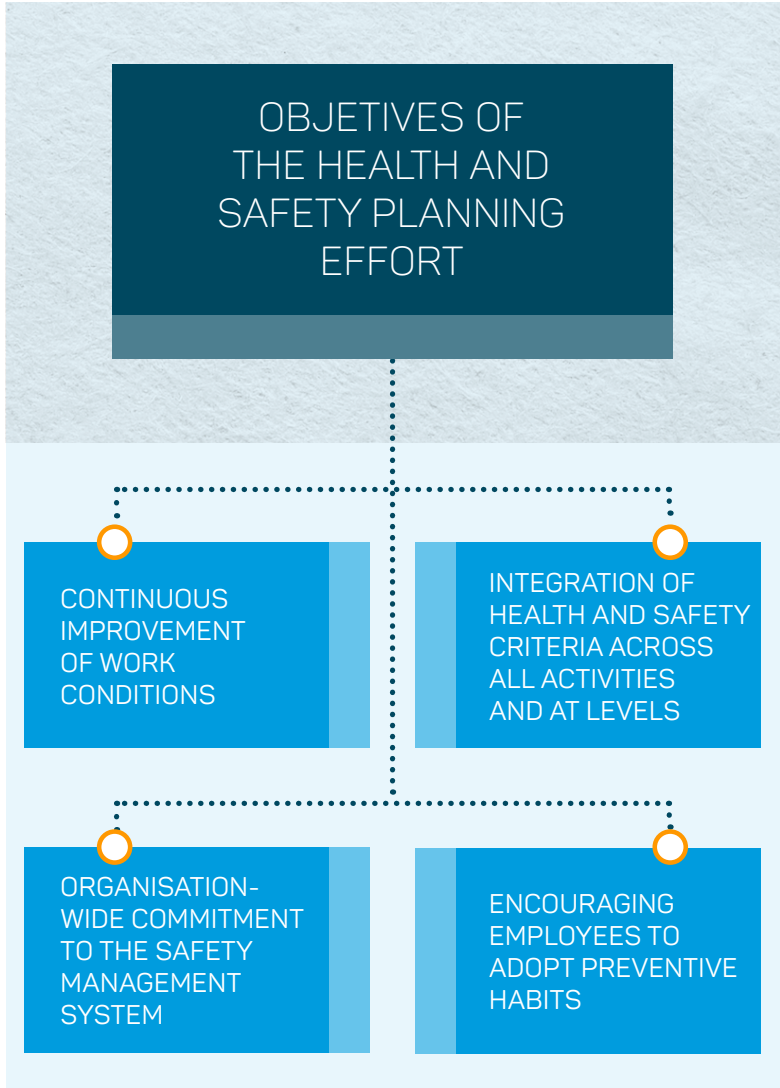 OBJETIVES OF
THE HEALTH AND
SAFETY PLANNING
EFFORT
CONTINUOUS
IMPROVEMENT
OF WORK
CONDITIONS
INTEGRATION OF
HEALTH AND SAFETY
CRITERIA ACROSS
ALL ACTIVITIES
AND AT LEVELS
ORGANISATION-
WIDE COMMITMENT
TO THE SAFETY
MANAGEMENT
SYSTEM
ENCOURAGING
EMPLOYEES TO
ADOPT PREVENTIVE
HABITS